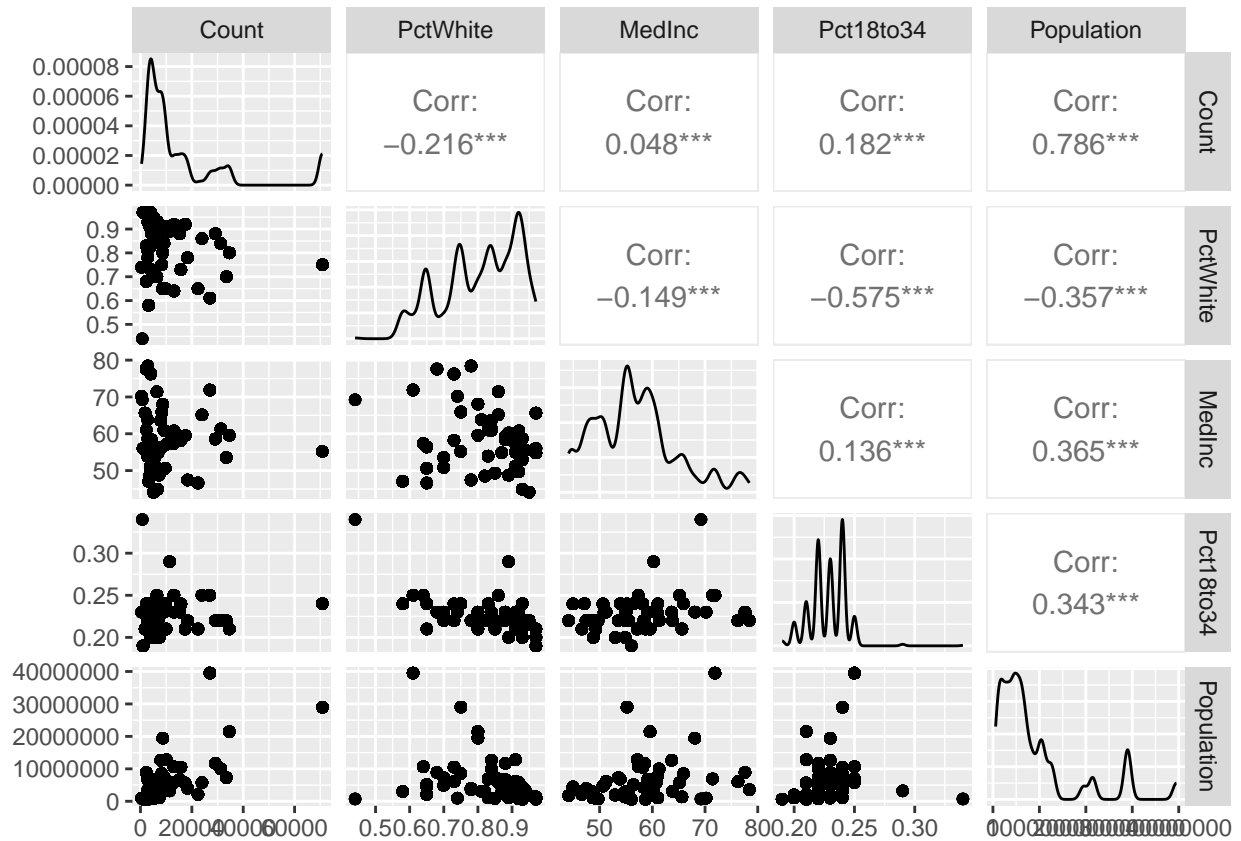 Count PctWhite MedInc Pct18to34 Population
0.00008
0.00006
0.00004
0.00002
0.00000
Corr:
−0.216***
Corr:
0.048***
Corr:
0.182***
Corr:
0.786***
Count
0.9
0.8
0.7
0.6
0.5
Corr:
−0.149***
Corr:
−0.575***
Corr:
−0.357***
PctWhite
80
70
60
50
Corr:
0.136***
Corr:
0.365***
MedInc
0.30
0.25
0.20
Corr:
0.343***
Pct18to34
40000000
30000000
20000000
10000000
0
Population
0 20000 40000 60000 0.5 0.6 0.7 0.8 0.9 50 60 70 80 0.20 0.25 0.30 0